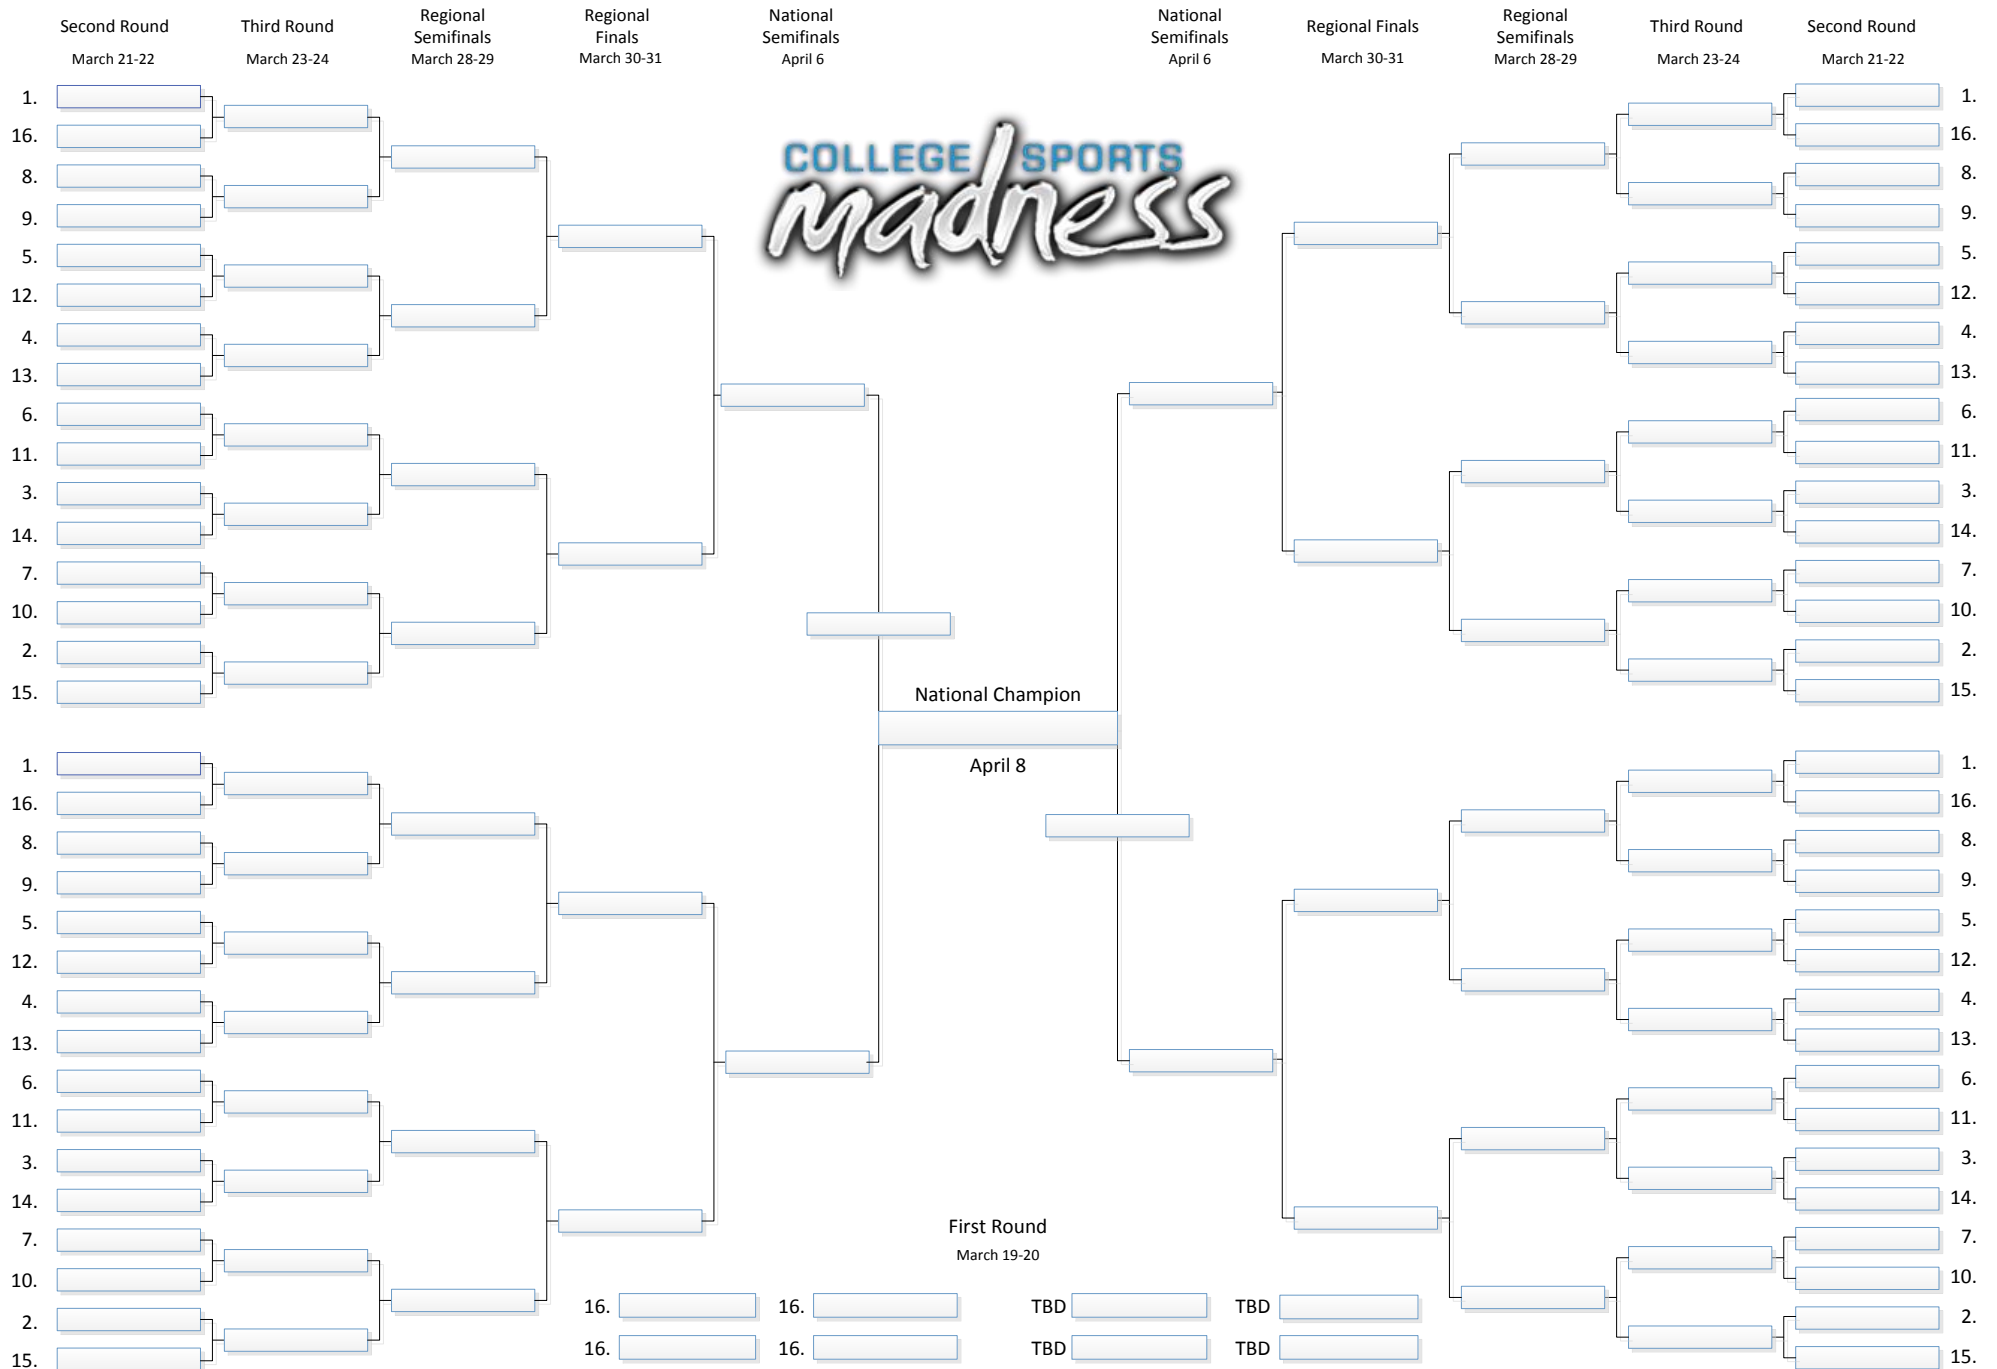 Second Round
March 21-22
Third Round
March 23-24
Regional
Semifinals
March 28-29
Regional
Finals
March 30-31
National
Semifinals
April 6
National
Semifinals
April 6
Regional Finals
March 30-31
Regional
Semifinals
March 28-29
Third Round
March 23-24
Second Round
March 21-22
COLLEGE SPORTS
madness
1.
16.
8.
9.
5.
12.
4.
13.
6.
11.
3.
14.
7.
10.
2.
15.
1.
16.
8.
9.
5.
12.
4.
13.
6.
11.
3.
14.
7.
10.
2.
15.
National Champion
April 8
1.
16.
8.
9.
5.
12.
4.
13.
6.
11.
3.
14.
7.
10.
2.
15.
1.
16.
8.
9.
5.
12.
4.
13.
6.
11.
3.
14.
7.
10.
2.
15.
First Round
March 19-20
16. 16. TBD TBD
16. 16. TBD TBD